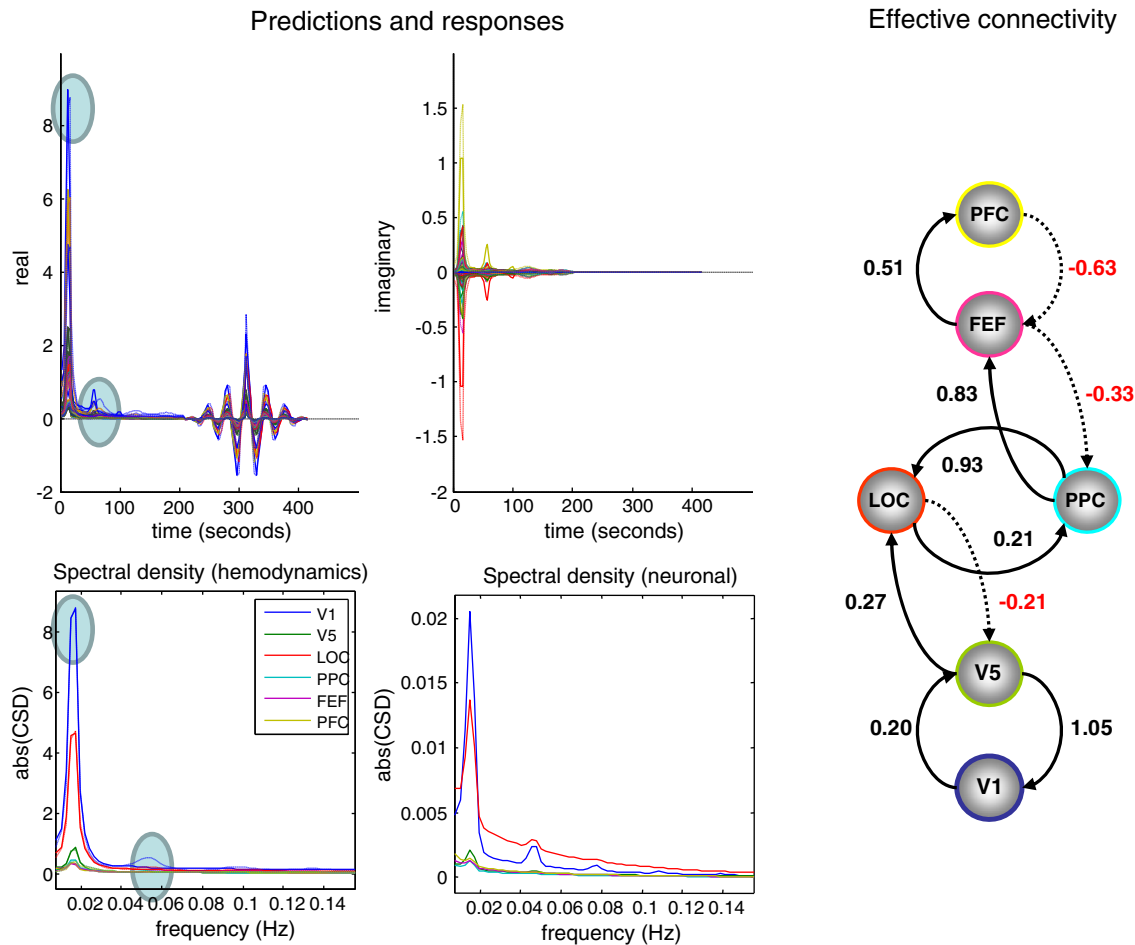 Predictions and responses
Effective connectivity
real
8
6
4
2
0
-2
0
100
200
300
400
time (seconds)
imaginary
1.5
1
0.5
0
-0.5
-1
-1.5
-2
0
100
200
300
400
time (seconds)
Spectral density (hemodynamics)
abs(CSD)
8
6
4
2
0
V1
V5
LOC
PPC
FEF
PFC
0.02 0.04 0.06 0.08 0.1 0.12 0.14
frequency (Hz)
Spectral density (neuronal)
abs(CSD)
0.02
0.015
0.01
0.005
0
0.02 0.04 0.06 0.08 0.1 0.12 0.14
frequency (Hz)
PFC
0.51
-0.63
FEF
0.83
-0.33
0.93
LOC
PPC
0.21
0.27
-0.21
V5
0.20
1.05
V1